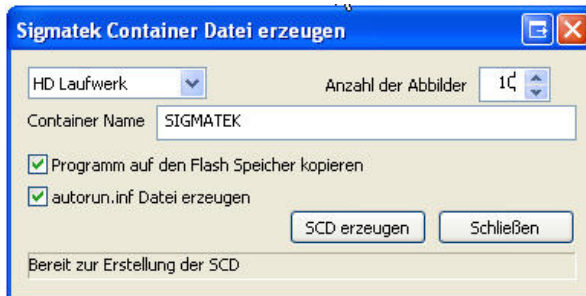 Sigmatek Container Datei erzeugen
HD Laufwerk
Anzahl der Abbilder 10
Container Name SIGMATEK
Programm auf den Flash Speicher kopieren
autorun.inf Datei erzeugen
SCD erzeugen Schließen
Bereit zur Erstellung der SCD